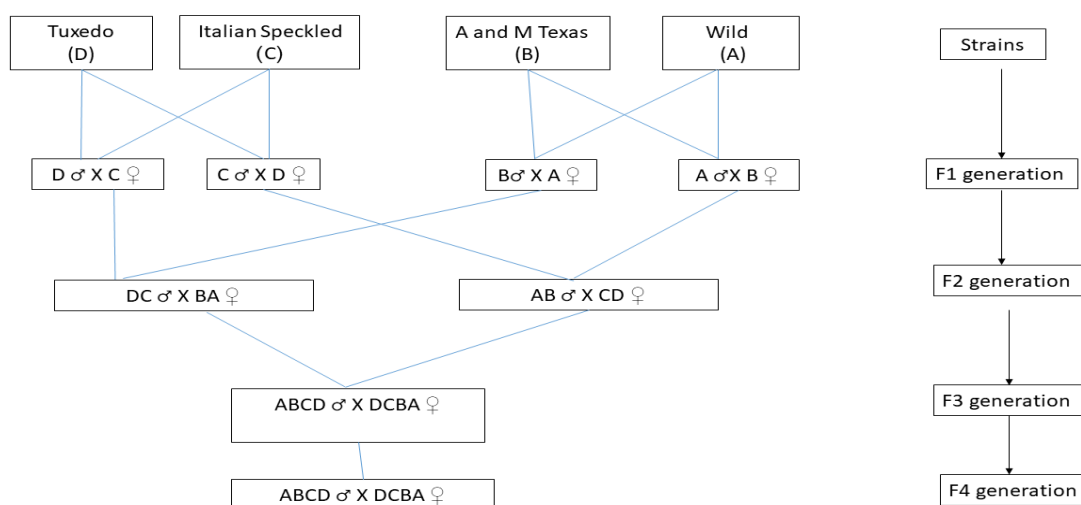 Tuxedo
(D)
Italian Speckled
(C)
A and M Texas
(B)
Wild
(A)
Strains
D ♂ X C ♀
C ♂ X D ♀
B♂ X A ♀
A ♂X B ♀
F1 generation
DC ♂ X BA ♀
AB ♂ X CD ♀
F2 generation
ABCD ♂ X DCBA ♀
F3 generation
ABCD ♂ X DCBA ♀
F4 generation